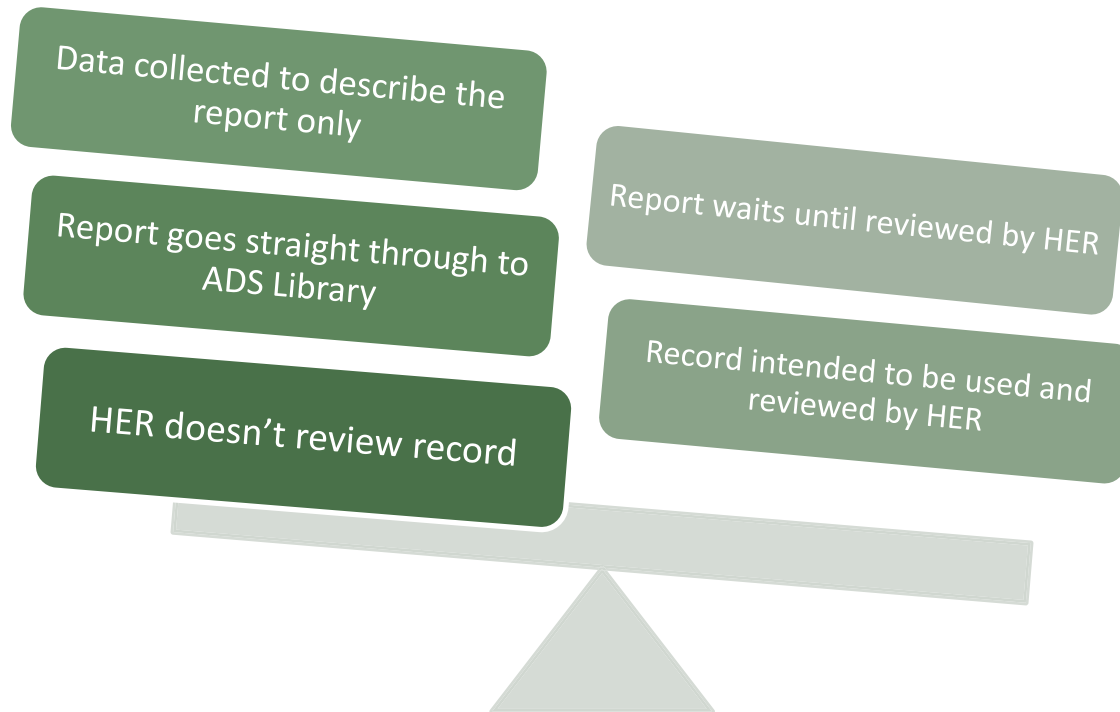 Data collected to describe the
report only
Report goes straight through to
ADS Library
HER doesn’t review record
Report waits until reviewed by HER
Record intended to be used and
reviewed by HER